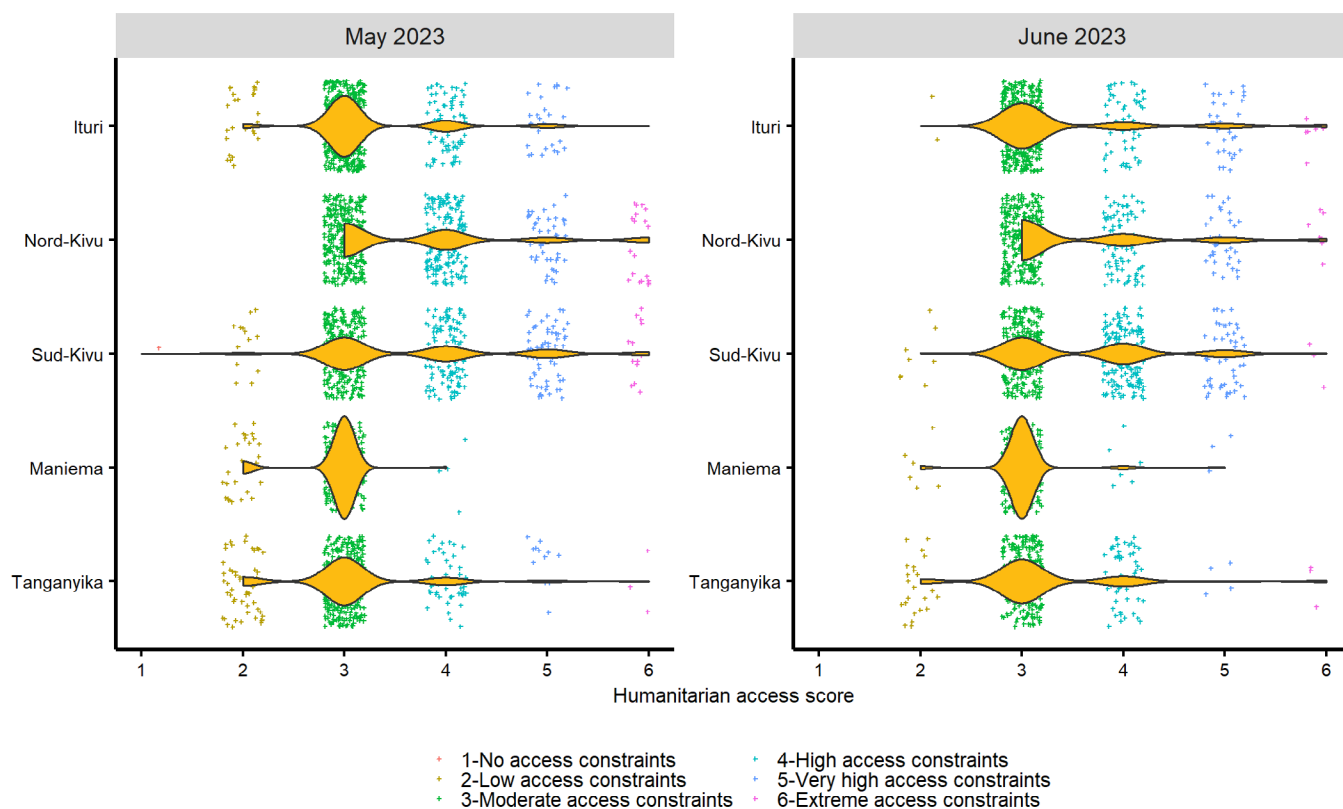 May 2023
June 2023
Ituri
Nord-Kivu
Sud-Kivu
Maniema
Tanganyika
1 2 3 4 5 6
Ituri
Nord-Kivu
Sud-Kivu
Maniema
Tanganyika
1 2 3 4 5 6
Humanitarian access score
1-No access constraints
2-Low access constraints
3-Moderate access constraints
4-High access constraints
5-Very high access constraints
6-Extreme access constraints